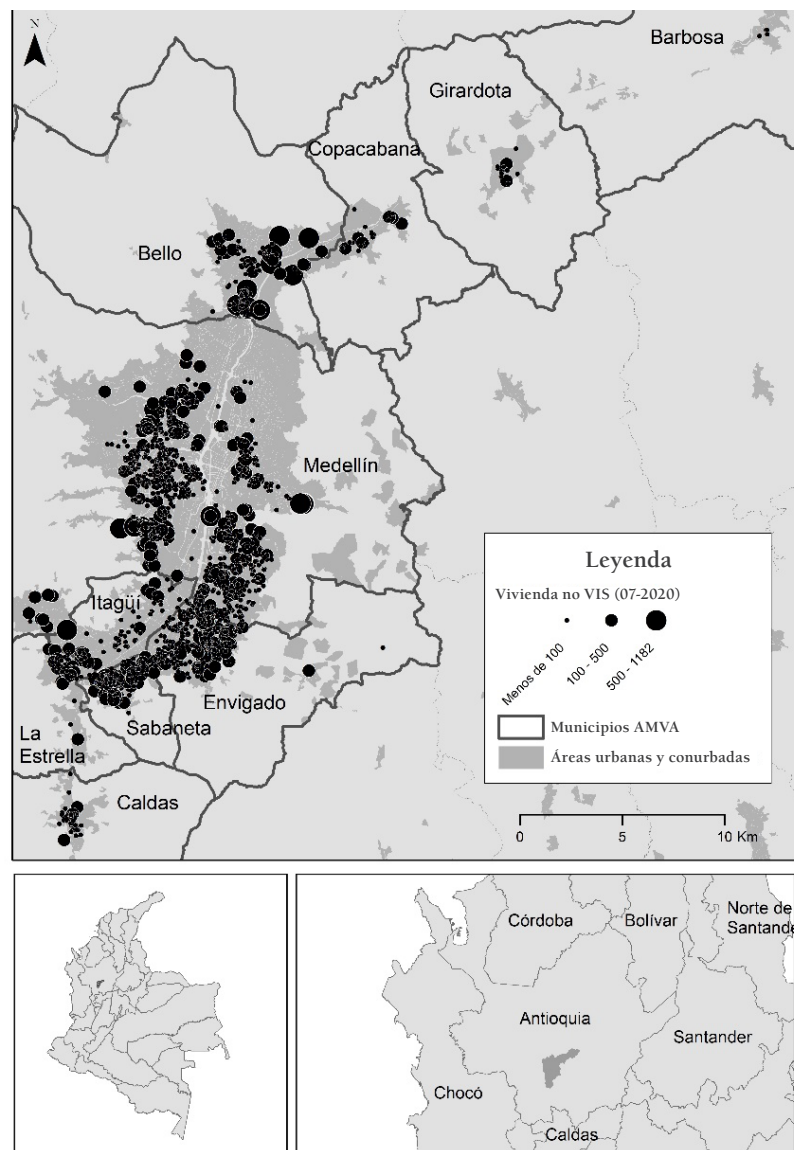 N
Barbosa
Girardota
Copacabana
Bello
Medellín
Itagüí
Envigado
Sabaneta
La
Estrella
Caldas
Leyenda
Vivienda no VIS (07-2020)
Menos de 100
100 - 500
500 - 1182
Municipios AMVA
Áreas urbanas y conurbadas
0 5 10 Km
Córdoba
Bolívar
Norte de
Santande
Antioquia
Santander
Chocó
Caldas